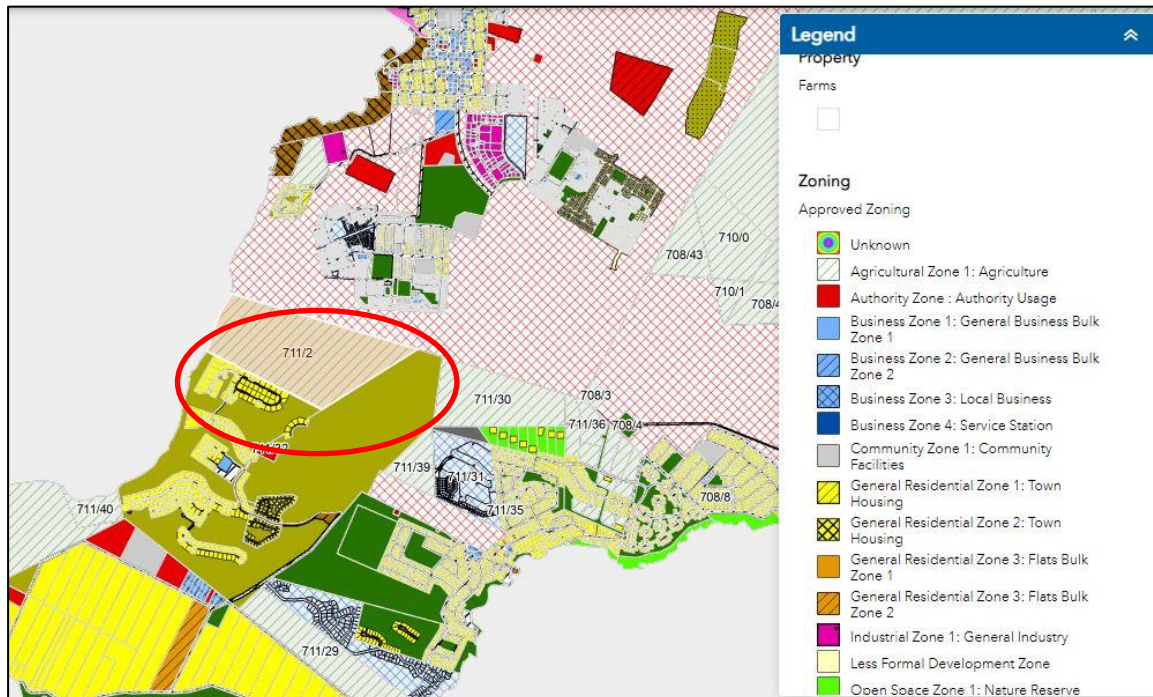 Legend
Property
Farms
Zoning
Approved Zoning
Unknown
Agricultural Zone 1: Agriculture
Authority Zone : Authority Usage
Business Zone 1: General Business Bulk
Zone 1
Business Zone 2: General Business Bulk
Zone 2
Business Zone 3: Local Business
Business Zone 4: Service Station
Community Zone 1: Community
Facilities
General Residential Zone 1: Town
Housing
General Residential Zone 2: Town
Housing
General Residential Zone 3: Flats Bulk
Zone 1
General Residential Zone 3: Flats Bulk
Zone 2
Industrial Zone 1: General Industry
Less Formal Development Zone
Open Space Zone 1: Nature Reserve
710/0
708/43
710/1
711/2
708/3
711/30
711/36
708/4
711/39
711/31
708/8
711/35
711/40
711/29